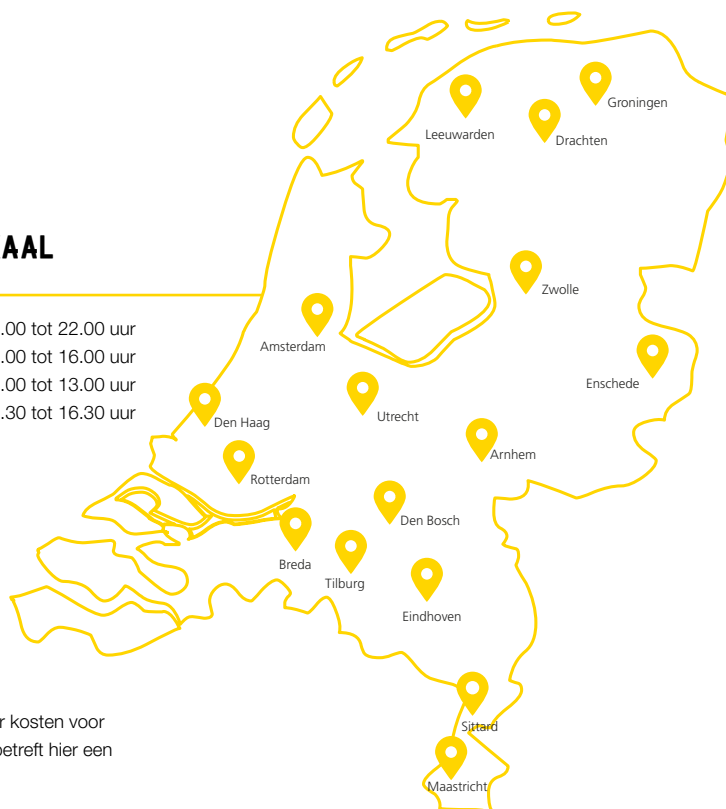 Groningen
Leeuwarden
Drachten
AAL
Zwolle
.00 tot 22.00 uur
Amsterdam
.00 tot 16.00 uur
.00 tot 13.00 uur
Enschede
.30 tot 16.30 uur
Utrecht
Den Haag
Arnhem
Rotterdam
Den Bosch
Breda
Tilburg
Eindhoven
r kosten voor
Sittard
betreft hier een
Maastricht